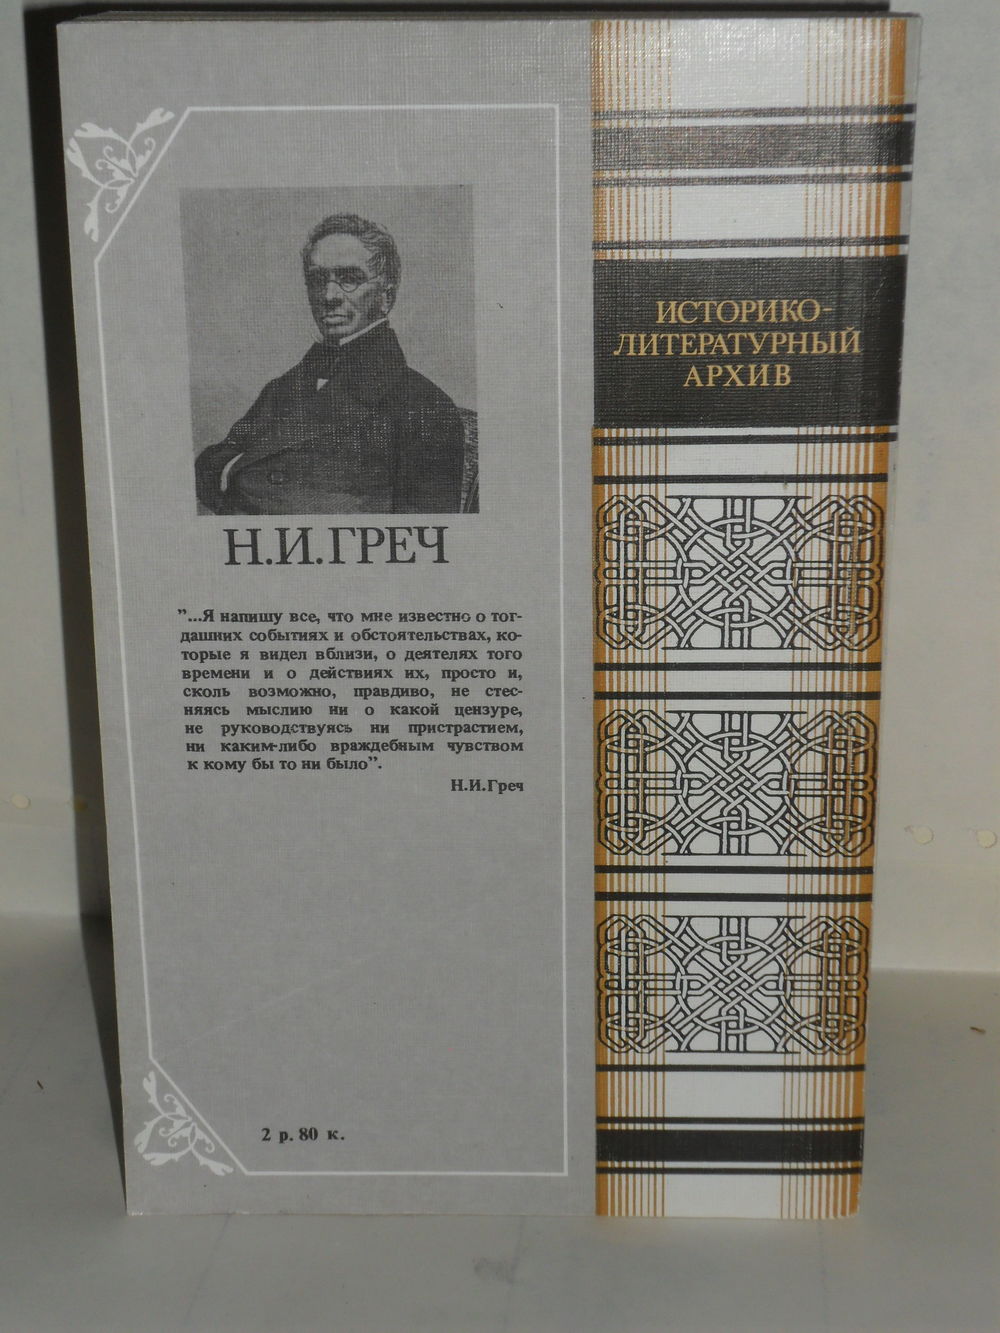 Н.И.ГРЕЧ
"...Я напишу все, что мне известно о тог-
дашних событиях и обстоятельствах, ко-
торые я видел вблизи, о деятелях того
времени и о действиях их, просто и,
сколь возможно, правдиво, не стес-
няясь мыслию ни о какой цензуре,
не руководствуясь ни пристрастием,
ни каким-либо враждебным чувством
к кому бы то ни было".
Н.И.Греч
2 р. 80 к.
ИСТОРИКО-
ЛИТЕРАТУРНЫЙ
АРХИВ